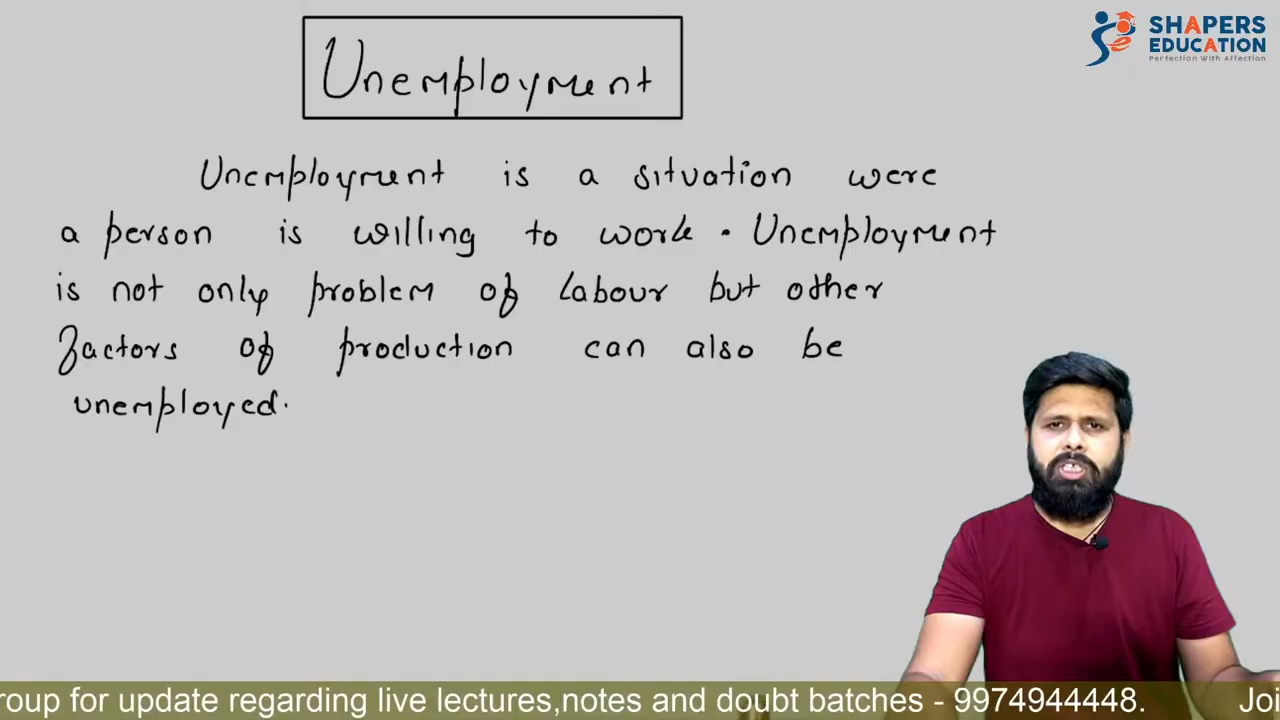 SHAPERS
EDUCATION
Perfection With Affection
Unemployment
Unemployment is a situation were
a person is willing to work. Unemployment
is not only problem of Labour but other
factors of production can also be
unemployed.
roup for update regarding live lectures,notes and doubt batches - 9974944448. Joi